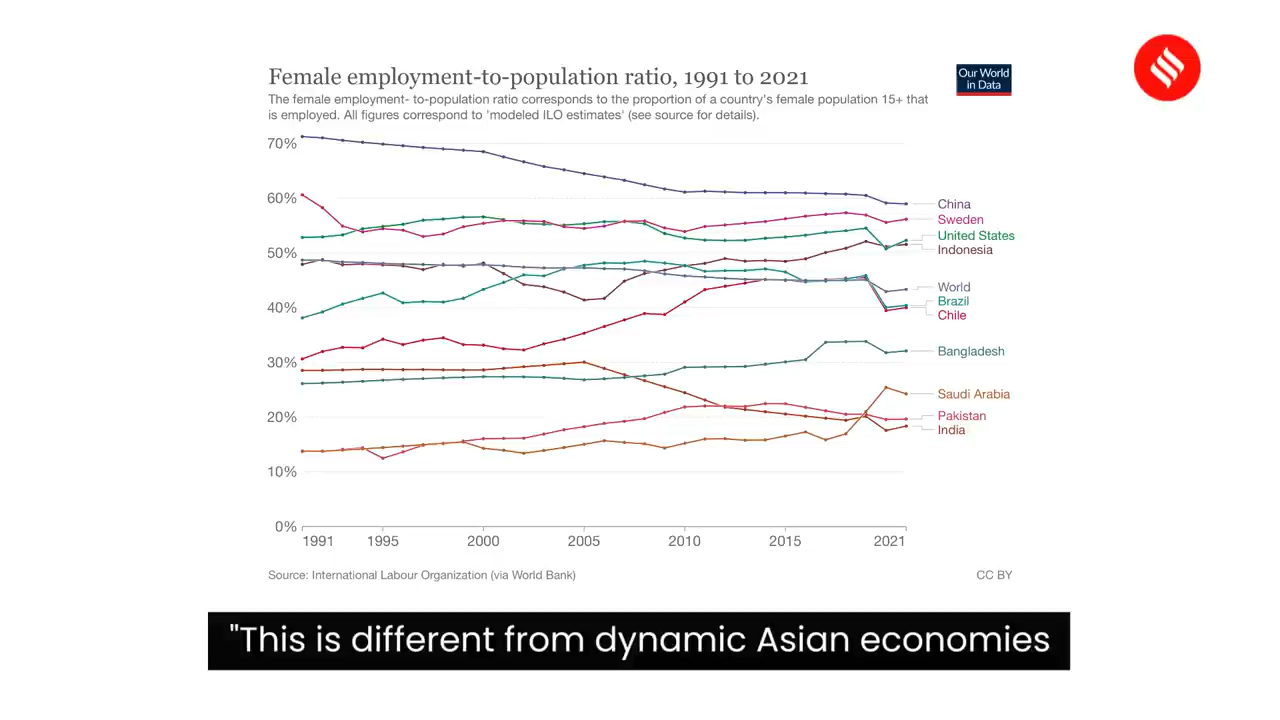 Female employment-to-population ratio, 1991 to 2021
Our World
in Data
The female employment- to-population ratio corresponds to the proportion of a country's female population 15+ that
is employed. All figures correspond to 'modeled ILO estimates' (see source for details).
70%
60%
50%
40%
30%
20%
10%
0%
China
Sweden
United States
Indonesia
World
Brazil
Chile
Bangladesh
Saudi Arabia
Pakistan
India
1991 1995 2000 2005 2010 2015 2021
Source: International Labour Organization (via World Bank)
CC BY
"This is different from dynamic Asian economies